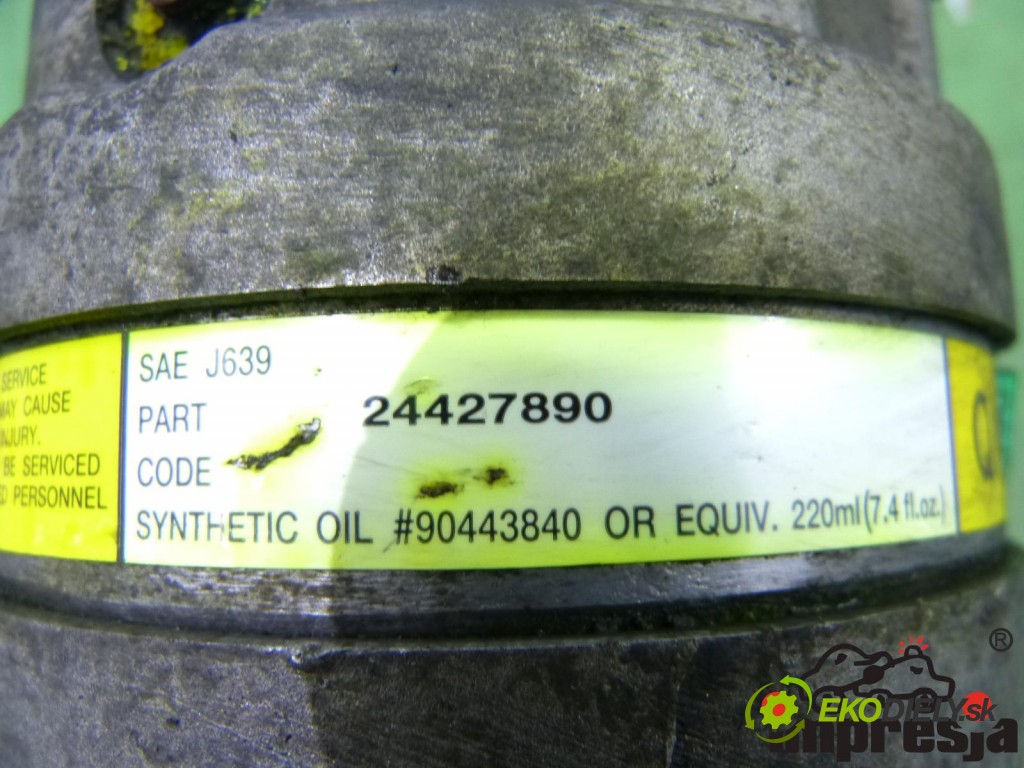 SERVICE
MAY CAUSE
INJURY.
BE SERVICED
PERSONNEL
SAE J639
PART 24427890
CODE
SYNTHETIC OIL #90443840 OR EQUIV. 220ml(7.4 fl.oz.)
®
EKODIELY.sk
impresja